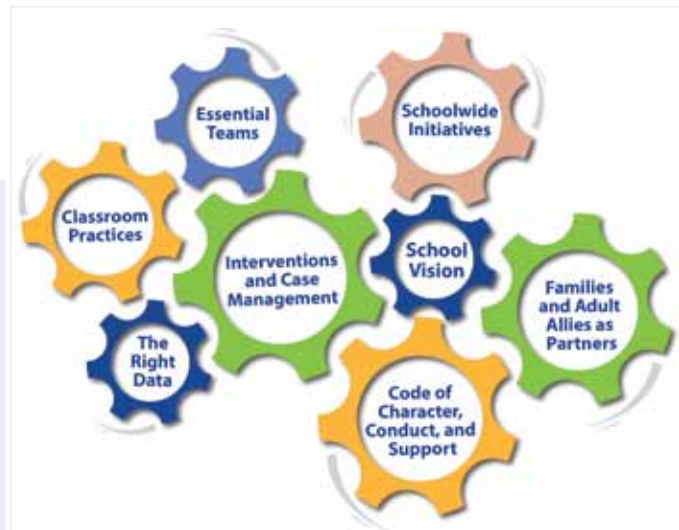 Essential
Teams
Schoolwide
Initiatives
Classroom
Practices
Interventions
and Case
Management
School
Vision
Families
and Adult
Allies as
Partners
The
Right
Data
Code of
Character,
Conduct, and
Support